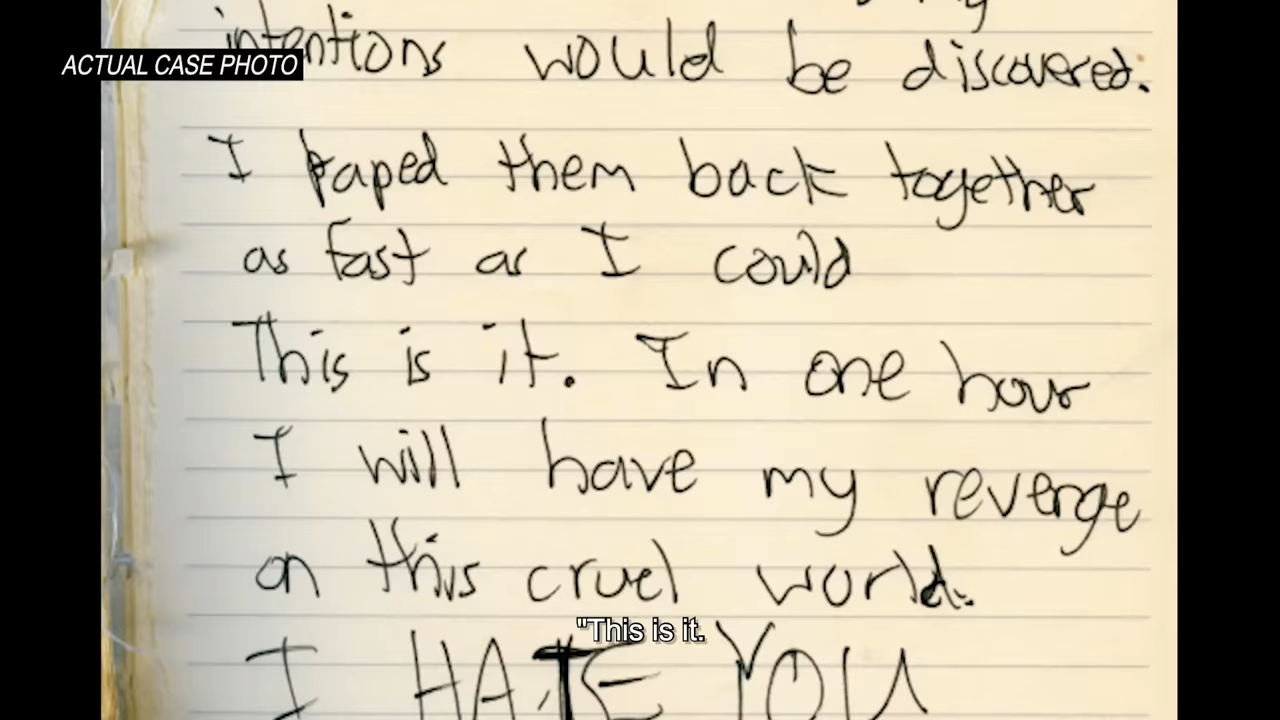 ACTUAL CASE PHOTO
intentions would be discovered.
I taped them back together
as fast as I could
This is it. In one hour
I will have my revenge
on this cruel world.
"This is it.
I HATE YOU